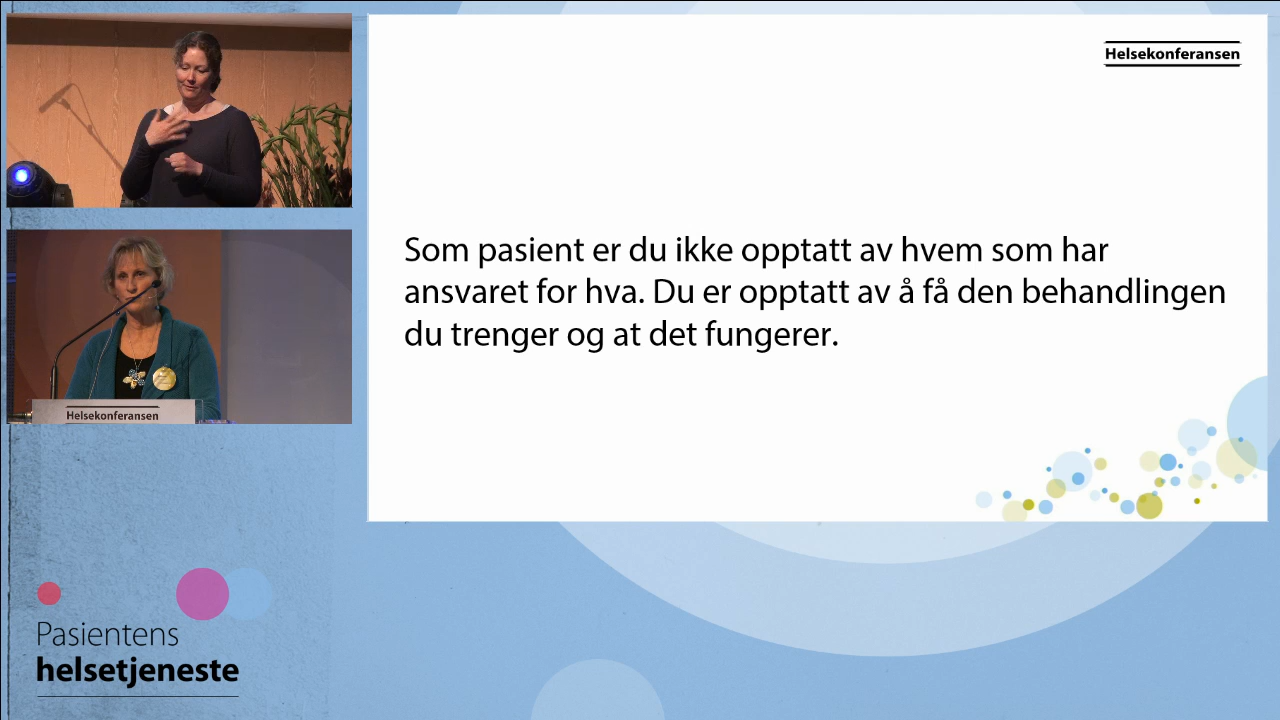 Helsekonferansen
Som pasient er du ikke opptatt av hvem som har
ansvaret for hva. Du er opptatt av å få den behandlingen
du trenger og at det fungerer.
Helsekonferansen
Pasientens
helsetjeneste